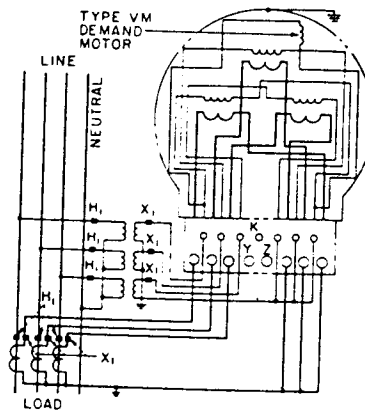 TYPE VM
DEMAND
MOTOR
LINE
NEUTRAL
H1
X1
H1
X1
H1
X1
K
Y Z
H1
X1
LOAD